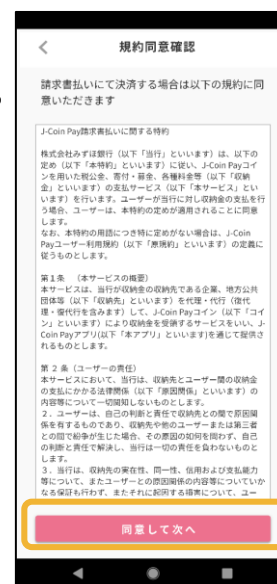 規約同意確認
請求書払いにて決済する場合は以下の規約に同
意いただきます
J-Coin Pay請求書払いに関する特約
株式会社みずほ銀行（以下「当行」といいます）は、以下の
定め（以下「本特約」といいます）に従い、J-Coin Payコイ
ンを用いた税公金、寄付・募金、各種料金等（以下「収納
金」といいます）の支払サービス（以下「本サービス」とい
います）を行います。ユーザーが当行に対し収納金の支払を行
う場合、ユーザーは、本特約の定めが適用されることに同意
します。
なお、本特約の用語につき特に定めがない場合は、J-Coin
Payユーザー利用規約（以下「原規約」といいます）の定義に
従うものとします。
第１条　（本サービスの概要）
本サービスは、当行が収納金の収納先である企業、地方公共
団体等（以下「収納先」といいます）を代理・代行（復代
理・復代行を含みます）して、J-Coin Payコイン（以下「コイ
ン」といいます）により収納金を受領するサービスをいい、J-
Coin Payアプリ(以下「本アプリ」といいます)を通じて提供さ
れるものとします。
第 2 条（ユーザーの責任）
本サービスにおいて、当行は、収納先とユーザー間の収納金
の支払にかかる法律関係（以下「原因関係」といいます）の
内容等について一切関知しないものとします。
２．ユーザーは、自己の判断と責任で収納先との間で原因関
係を有するものであり、収納先や他のユーザーまたは第三者
との間で紛争が生じた場合、その原因の如何を問わず、自己
の判断と責任で解決し、当行は一切の責任を負わないものと
します。
３．当行は、収納先の実在性、同一性、信用および支払能力
等について、またユーザーとの原因関係の内容等についていか
なる保証も行わず、またそれに起因する損害について、ユー
同意して次へ